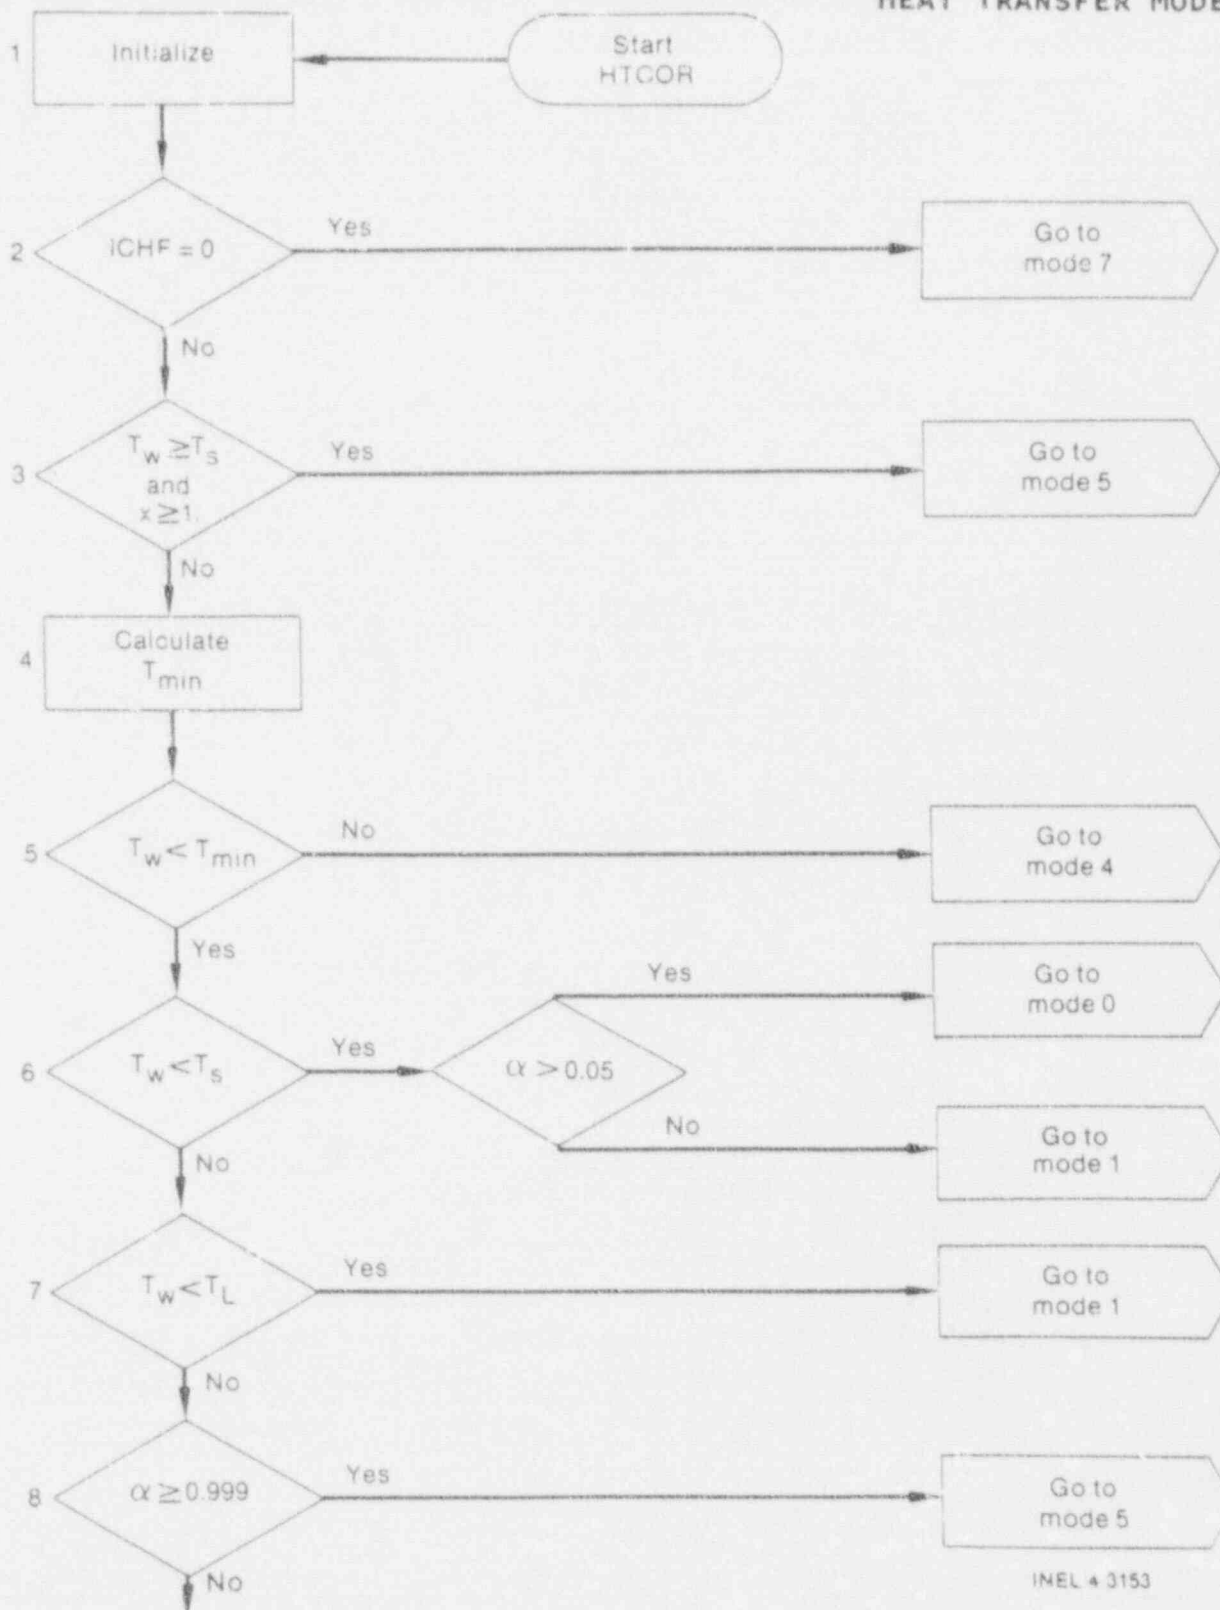 HEAT TRANSFER MODE
1
Initialize
Start
HTCOR
2
ICHF = 0
Yes
Go to
mode 7
No
3
T_w ≥ T_s
and
x ≥ 1.
Yes
Go to
mode 5
No
4
Calculate
T_min
5
T_w < T_min
No
Go to
mode 4
Yes
6
T_w < T_s
Yes
α > 0.05
Yes
Go to
mode 0
No
Go to
mode 1
No
7
T_w < T_L
Yes
Go to
mode 1
No
8
α ≥ 0.999
Yes
Go to
mode 5
No
INEL 4 3153